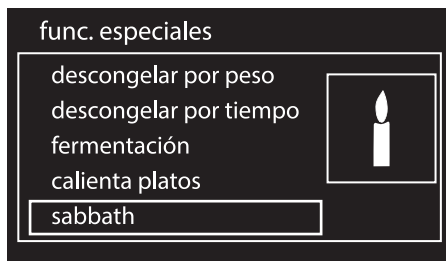 func. especiales
descongelar por peso
descongelar por tiempo
fermentación
calienta platos
sabbath